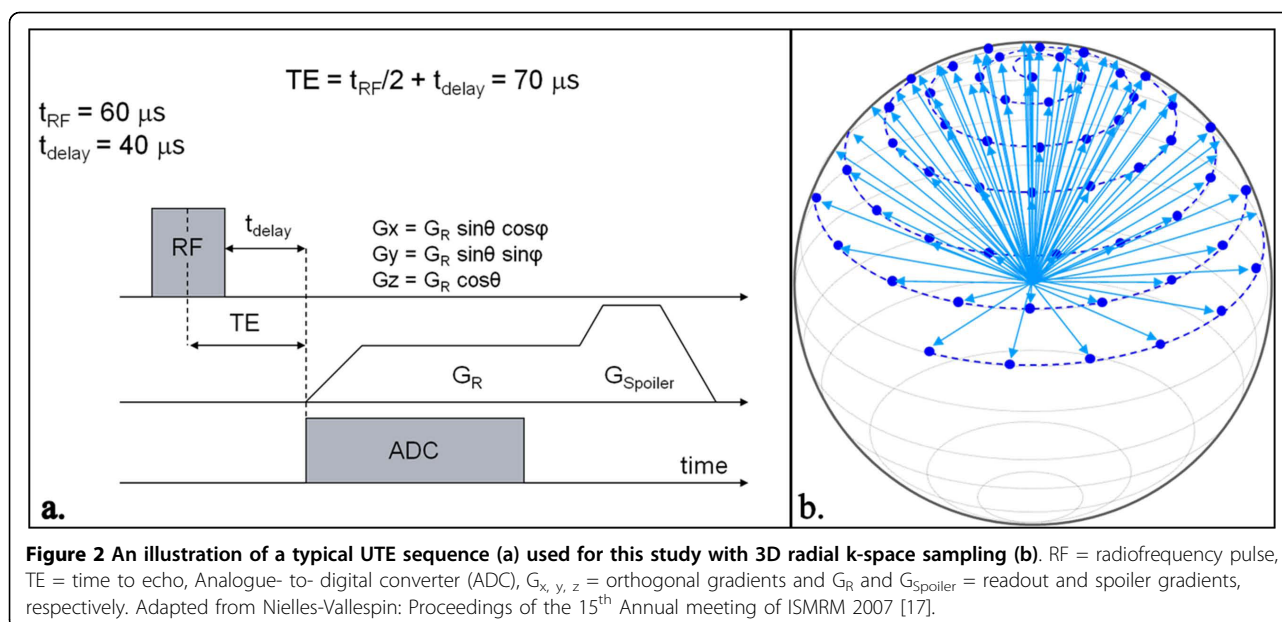 TE = t_RF/2 + t_delay = 70 µs
t_RF = 60 µs
t_delay = 40 µs
RF
t_delay
Gx = G_R sinθ cosφ
Gy = G_R sinθ sinφ
Gz = G_R cosθ
TE
G_R
G_Spoiler
ADC
time
a.
b.
Figure 2 An illustration of a typical UTE sequence (a) used for this study with 3D radial k-space sampling (b). RF = radiofrequency pulse,
TE = time to echo, Analogue- to- digital converter (ADC), G_x, y, z = orthogonal gradients and G_R and G_Spoiler = readout and spoiler gradients,
respectively. Adapted from Nielles-Vallespin: Proceedings of the 15th Annual meeting of ISMRM 2007 [17].